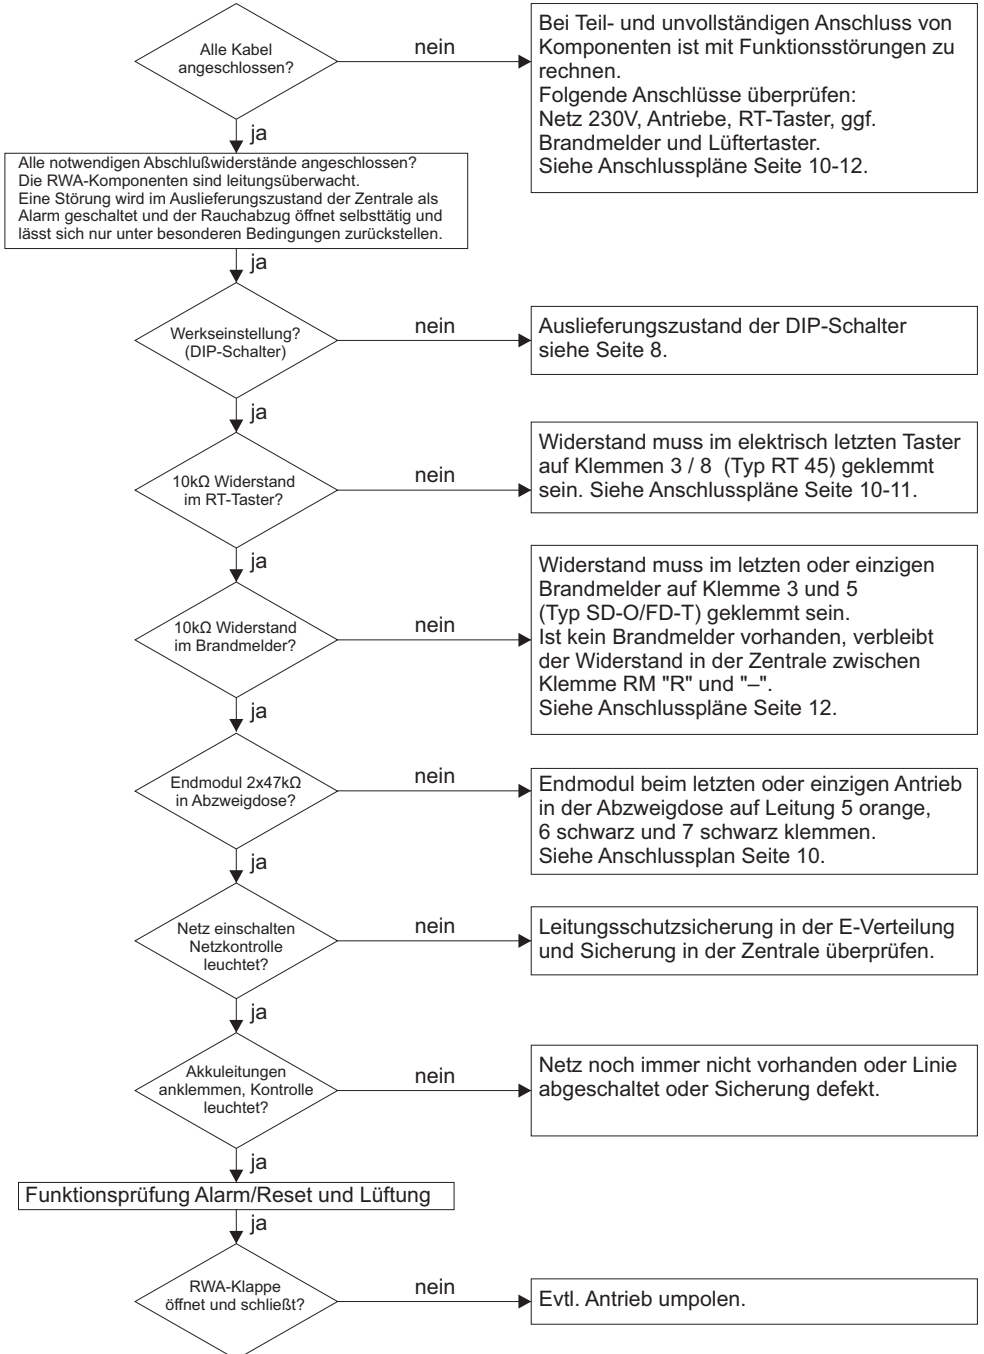 Alle Kabel
angeschlossen?
nein
Bei Teil- und unvollständigen Anschluss von
Komponenten ist mit Funktionsstörungen zu
rechnen.
Folgende Anschlüsse überprüfen:
Netz 230V, Antriebe, RT-Taster, ggf.
Brandmelder und Lüftertaster.
Siehe Anschlusspläne Seite 10-12.
ja
Alle notwendigen Abschlußwiderstände angeschlossen?
Die RWA-Komponenten sind leitungsüberwacht.
Eine Störung wird im Auslieferungszustand der Zentrale als
Alarm geschaltet und der Rauchabzug öffnet selbsttätig und
lässt sich nur unter besonderen Bedingungen zurückstellen.
ja
Werkseinstellung?
(DIP-Schalter)
nein
Auslieferungszustand der DIP-Schalter
siehe Seite 8.
ja
10kΩ Widerstand
im RT-Taster?
nein
Widerstand muss im elektrisch letzten Taster
auf Klemmen 3 / 8 (Typ RT 45) geklemmt
sein. Siehe Anschlusspläne Seite 10-11.
ja
10kΩ Widerstand
im Brandmelder?
nein
Widerstand muss im letzten oder einzigen
Brandmelder auf Klemme 3 und 5
(Typ SD-O/FD-T) geklemmt sein.
Ist kein Brandmelder vorhanden, verbleibt
der Widerstand in der Zentrale zwischen
Klemme RM "R" und "–".
Siehe Anschlusspläne Seite 12.
ja
Endmodul 2x47kΩ
in Abzweigdose?
nein
Endmodul beim letzten oder einzigen Antrieb
in der Abzweigdose auf Leitung 5 orange,
6 schwarz und 7 schwarz klemmen.
Siehe Anschlussplan Seite 10.
ja
Netz einschalten
Netzkontrolle
leuchtet?
nein
Leitungsschutzsicherung in der E-Verteilung
und Sicherung in der Zentrale überprüfen.
ja
Akkuleitungen
anklemmen, Kontrolle
leuchtet?
nein
Netz noch immer nicht vorhanden oder Linie
abgeschaltet oder Sicherung defekt.
ja
Funktionsprüfung Alarm/Reset und Lüftung
ja
RWA-Klappe
öffnet und schließt?
nein
Evtl. Antrieb umpolen.